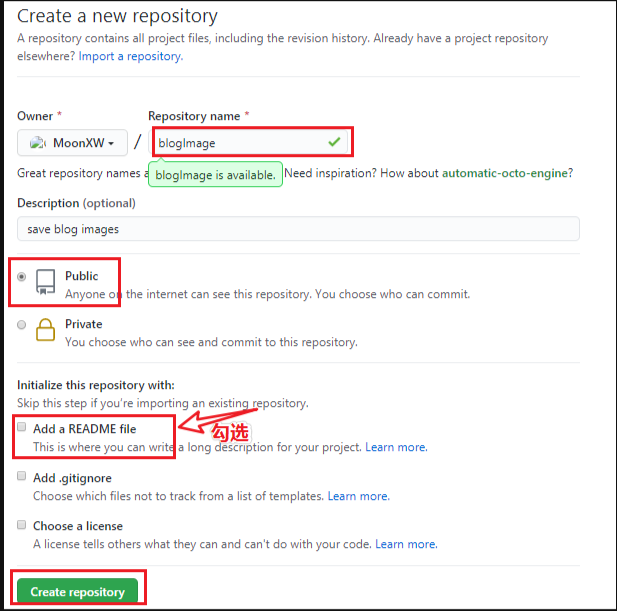 Create a new repository
A repository contains all project files, including the revision history. Already have a project repository
elsewhere? Import a repository.
Owner * Repository name *
MoonXW / blogImage
Great repository names a blogImage is available. Need inspiration? How about automatic-octo-engine?
Description (optional)
save blog images
Public
Anyone on the internet can see this repository. You choose who can commit.
Private
You choose who can see and commit to this repository.
Initialize this repository with:
Skip this step if you're importing an existing repository.
Add a README file
勾选
This is where you can write a long description for your project. Learn more.
Add .gitignore
Choose which files not to track from a list of templates. Learn more.
Choose a license
A license tells others what they can and can't do with your code. Learn more.
Create repository